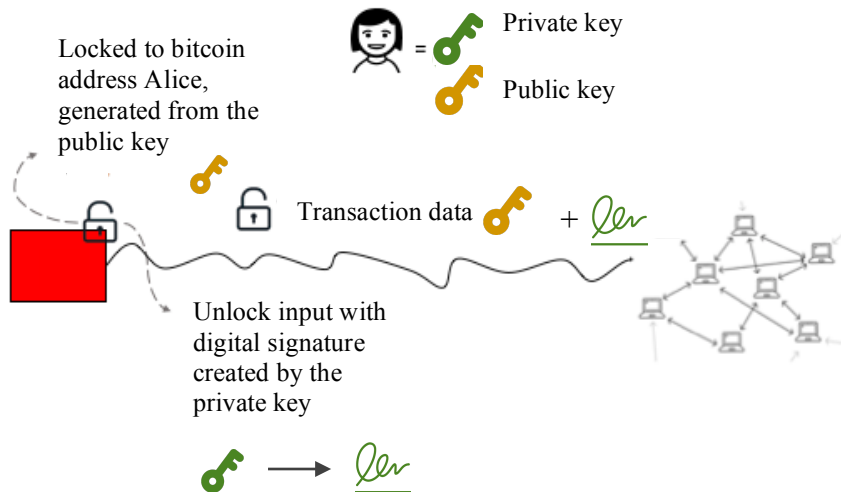 Private key
Public key
Locked to bitcoin
address Alice,
generated from the
public key
=
Transaction data
+
Unlock input with
digital signature
created by the
private key